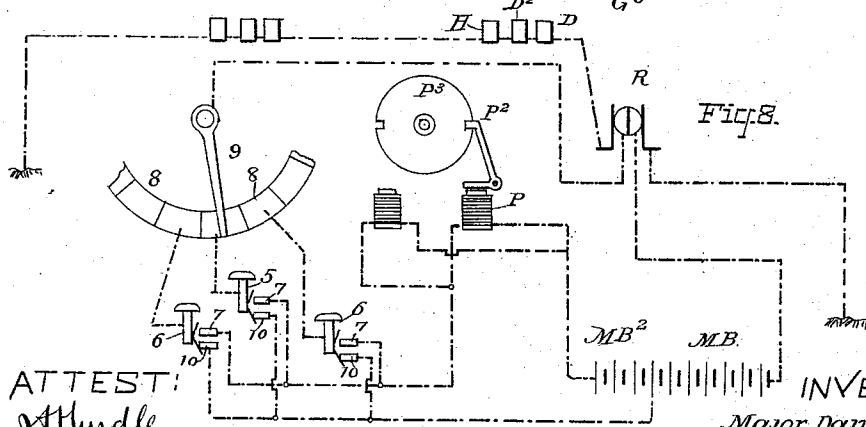 D² G⁶
H D
R
P³
P²
Fig.8.
9
8 8
P
5
7
6 7 6
10 7
10 10
MB² MB.
ATTEST: INVE
Major Dan